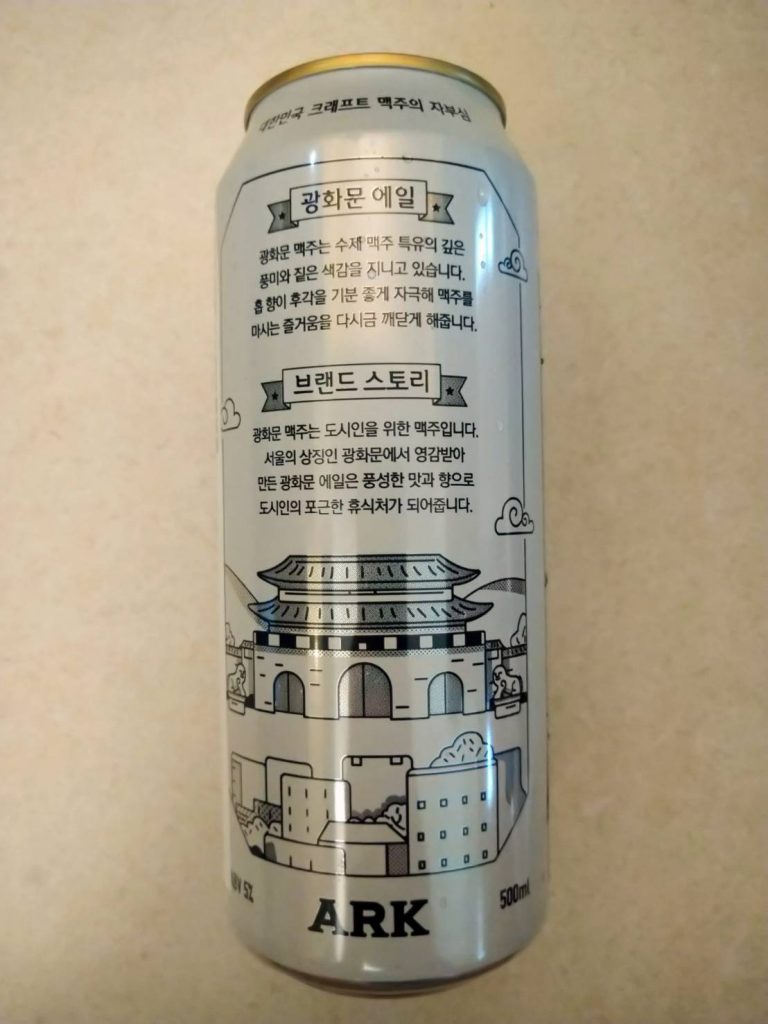 대한민국 크래프트 맥주의 자부심
광화문 에일
광화문 맥주는 수제 맥주 특유의 깊은
풍미와 짙은 색감을 지니고 있습니다.
홉 향이 후각을 기분 좋게 자극해 맥주를
마시는 즐거움을 다시금 깨닫게 해줍니다.
브랜드 스토리
광화문 맥주는 도시인을 위한 맥주입니다.
서울의 상징인 광화문에서 영감받아
만든 광화문 에일은 풍성한 맛과 향으로
도시인의 포근한 휴식처가 되어줍니다.
ABV 5%
ARK
500ml